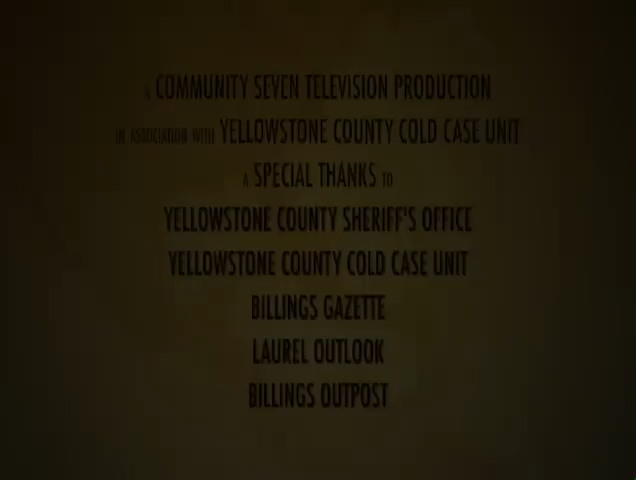 A COMMUNITY SEVEN TELEVISION PRODUCTION
IN ASSOCIATION WITH YELLOWSTONE COUNTY COLD CASE UNIT
A SPECIAL THANKS TO
YELLOWSTONE COUNTY SHERIFF'S OFFICE
YELLOWSTONE COUNTY COLD CASE UNIT
BILLINGS GAZETTE
LAUREL OUTLOOK
BILLINGS OUTPOST